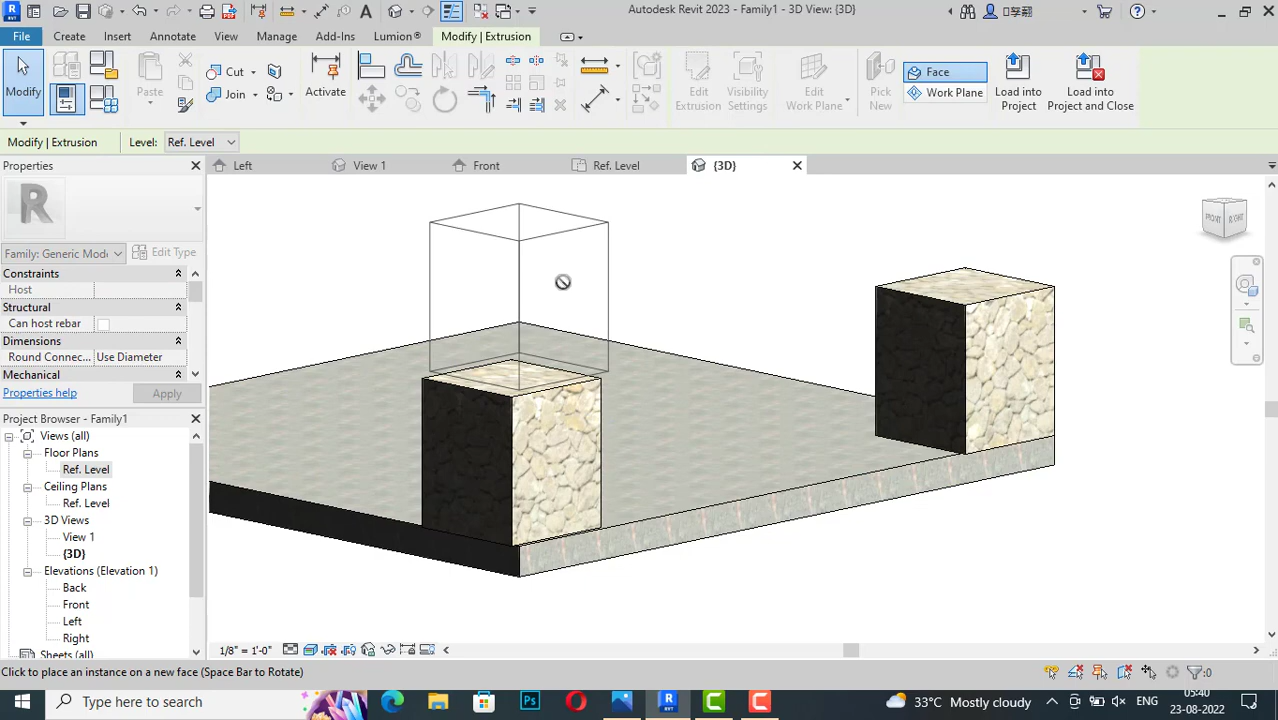 Autodesk Revit 2023 - Family1 - 3D View: {3D}
File Create Insert Annotate View Manage Add-Ins Lumion® Modify | Extrusion
Modify Paste Cut Join Activate Edit Extrusion Visibility Settings Edit Work Plane Pick New Face Work Plane Load into Project Load into Project and Close
Modify | Extrusion Level: Ref. Level
Properties Left View 1 Front Ref. Level {3D}
R
Family: Generic Mod Edit Type
Constraints
Host
Structural
Can host rebar
Dimensions
Round Connec... Use Diameter
Mechanical
Properties help Apply
Project Browser - Family1
Views (all)
Floor Plans
Ref. Level
Ceiling Plans
Ref. Level
3D Views
View 1
{3D}
Elevations (Elevation 1)
Back
Front
Left
Right
Sheets (all)
FRONT RIGHT
1/8" = 1'-0"
Click to place an instance on a new face (Space Bar to Rotate) :0
Type here to search 33°C Mostly cloudy ENG 05:40
23-08-2022